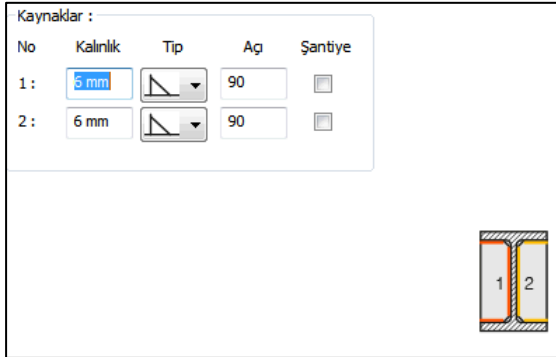 Kaynaklar :
No Kalınlık Tip Açı Şantiye
1 : 6 mm 90
2 : 6 mm 90
1 2